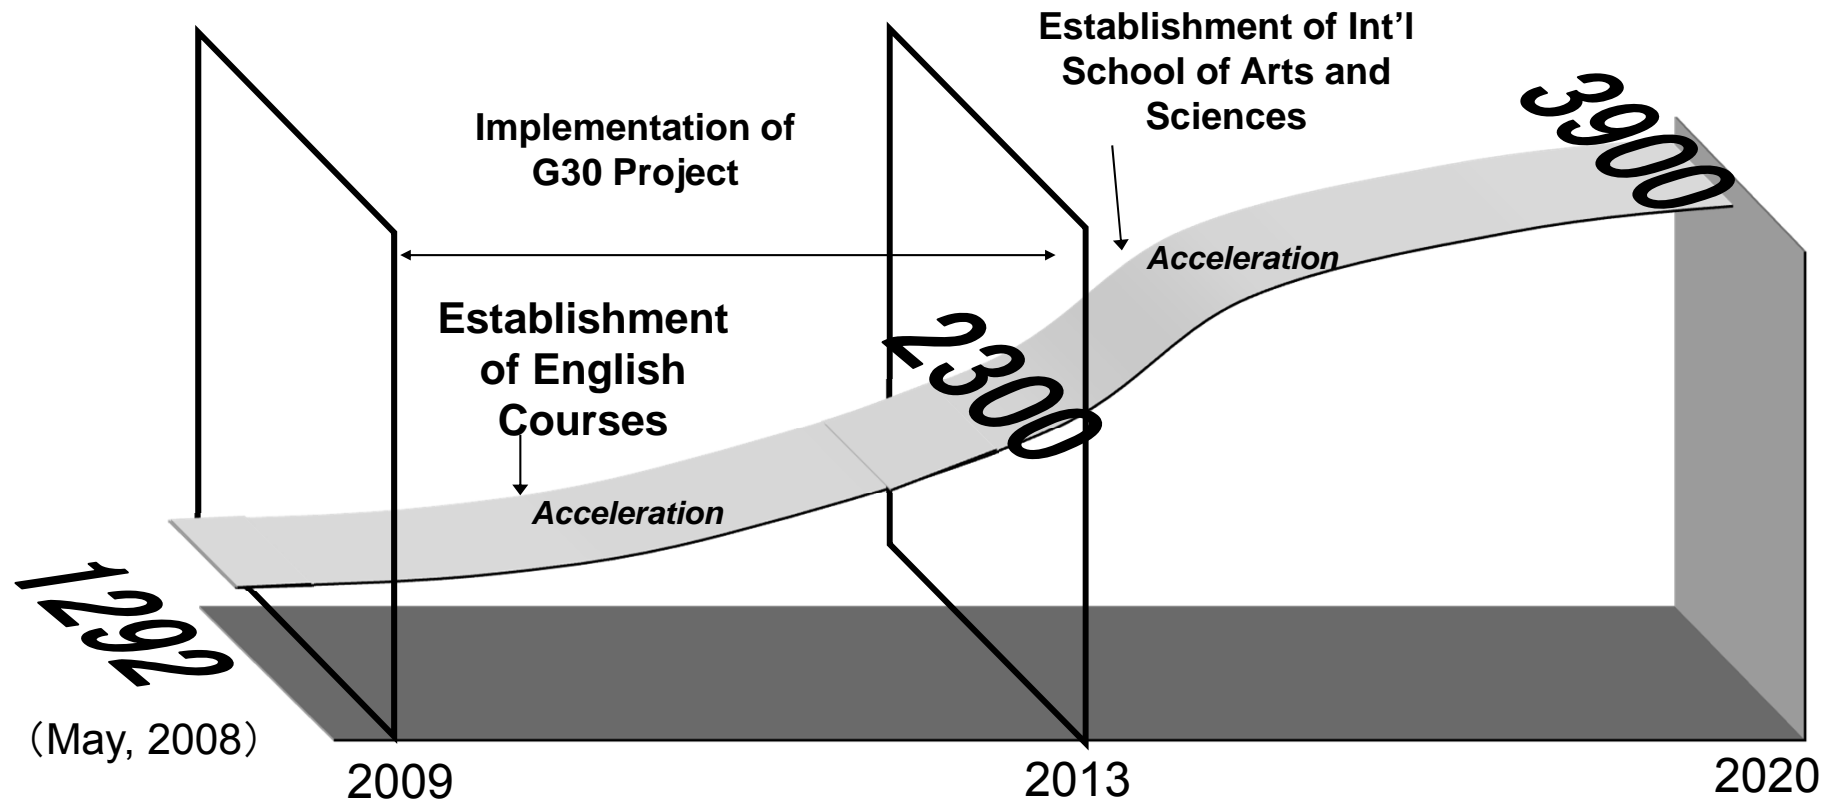 Establishment of Int’l
School of Arts and
Sciences
Implementation of
G30 Project
3900
Acceleration
Establishment
of English
Courses
2300
Acceleration
1292
（May, 2008）
2009
2013
2020